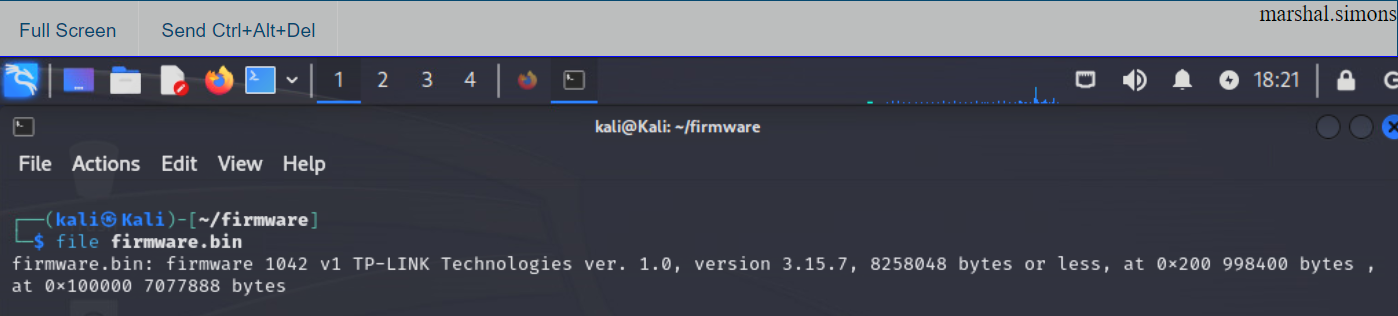 Full Screen Send Ctrl+Alt+Del marshal.simons
1 2 3 4 18:21
kali@Kali: ~/firmware
File Actions Edit View Help
┌──(kali㉿Kali)-[~/firmware]
└─$ file firmware.bin
firmware.bin: firmware 1042 v1 TP-LINK Technologies ver. 1.0, version 3.15.7, 8258048 bytes or less, at 0×200 998400 bytes ,
at 0×100000 7077888 bytes